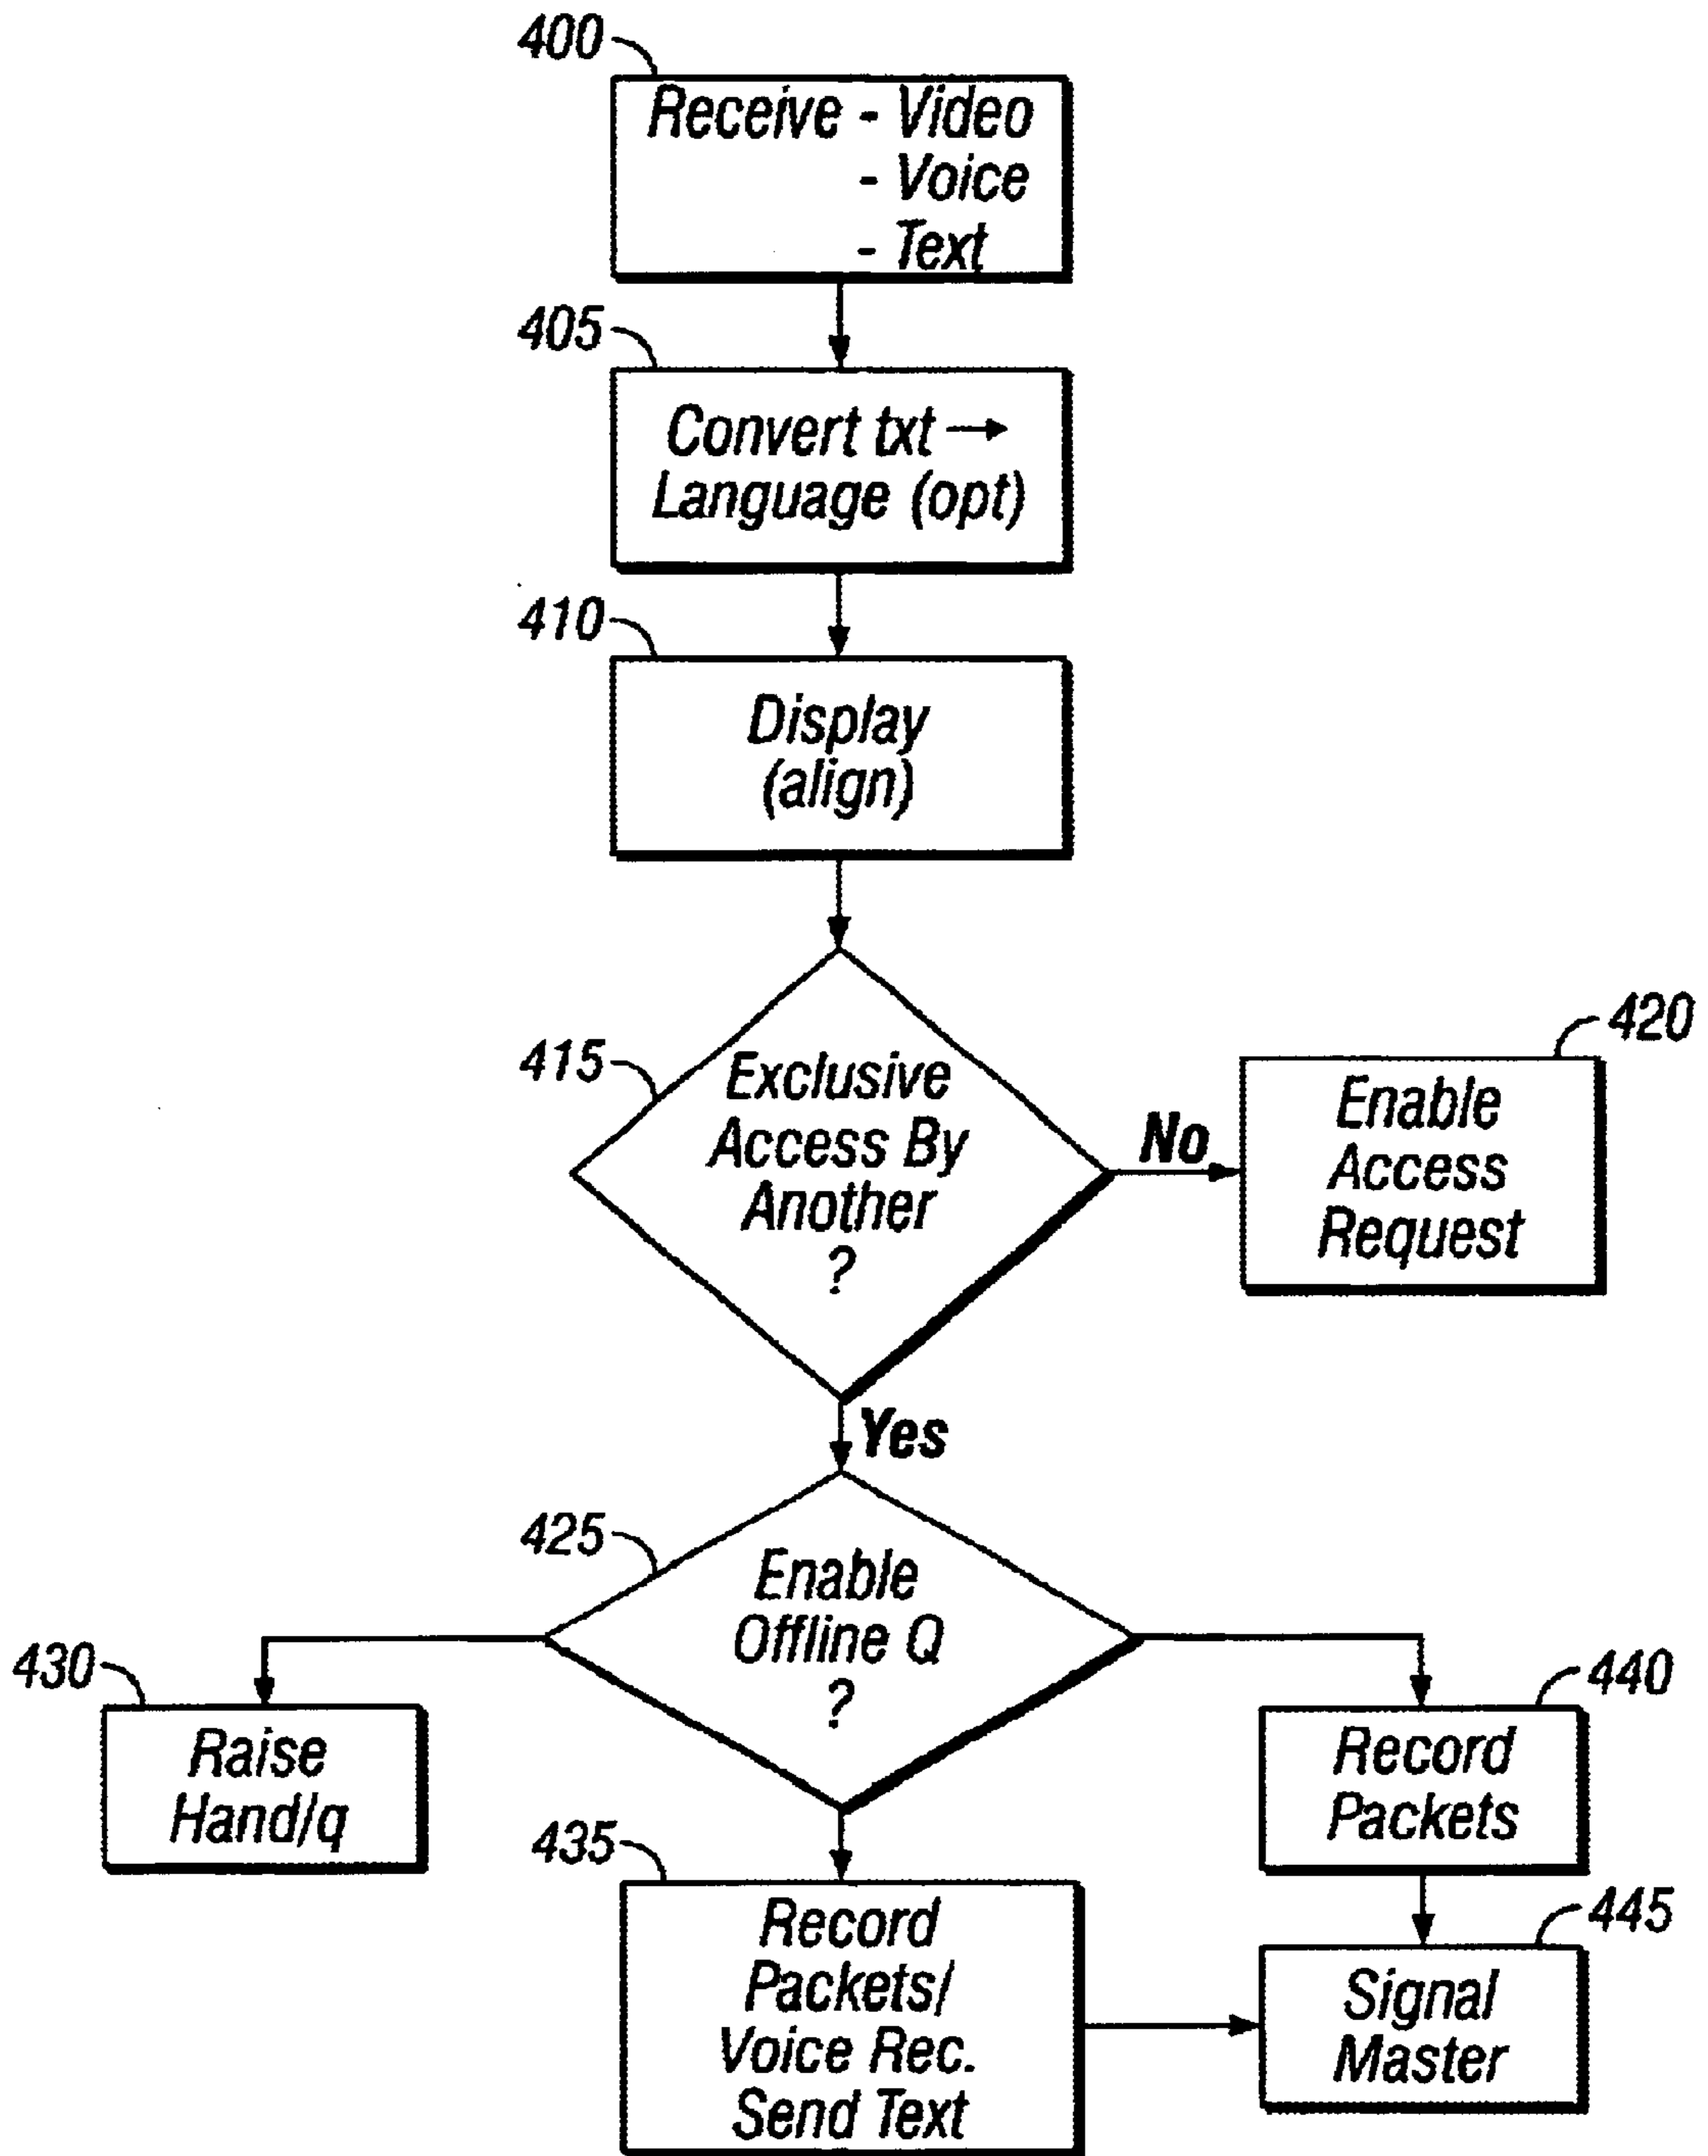 400
Receive - Video
- Voice
- Text
405
Convert txt →
Language (opt)
410
Display
(align)
415
Exclusive
Access By
Another
?
No
420
Enable
Access
Request
Yes
425
Enable
Offline Q
?
430
Raise
Hand/q
440
Record
Packets
435
Record
Packets/
Voice Rec.
Send Text
445
Signal
Master